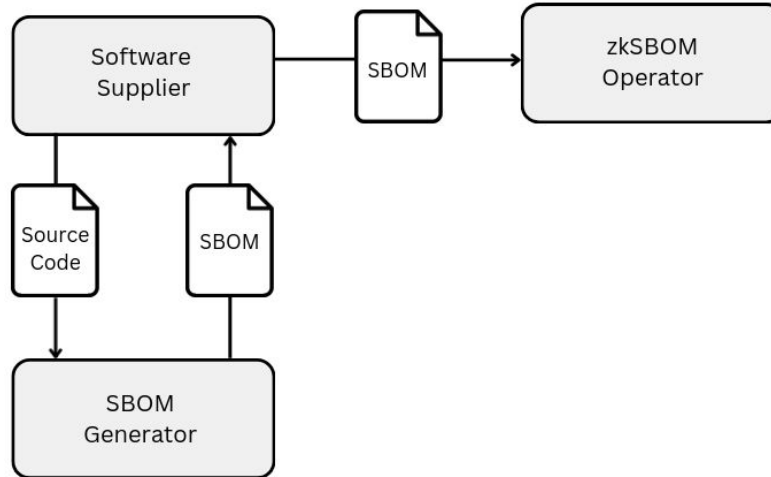 Software
Supplier
SBOM
zkSBOM
Operator
Source
Code
SBOM
SBOM
Generator